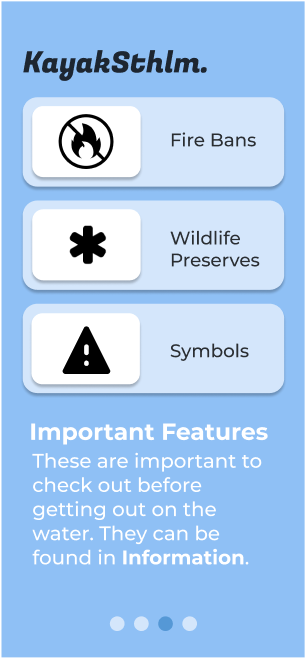 KayakSthlm.
Fire Bans
Wildlife
Preserves
Symbols
Important Features
These are important to
check out before
getting out on the
water. They can be
found in Information.